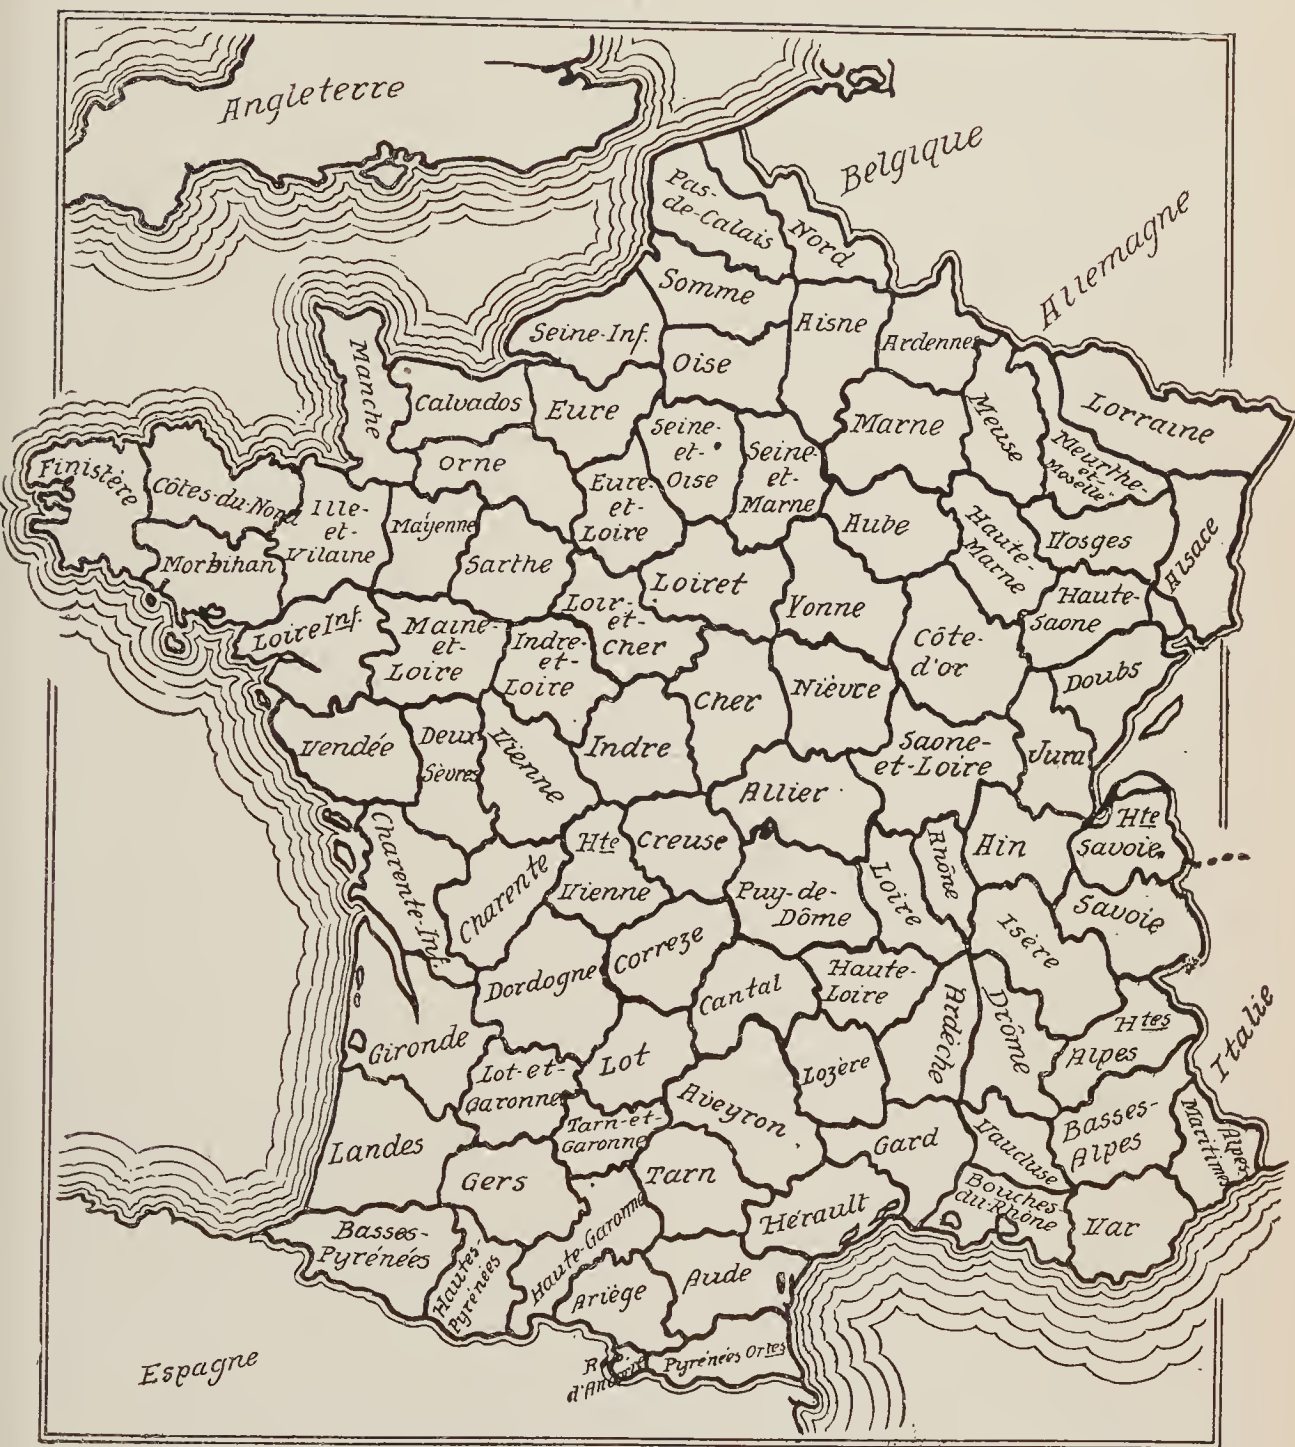 Angleterre
Belgique
Allemagne
Pas-
de-Calais
Nord
Somme
Seine-Inf.
Oise
Aisne
Ardennes
Manche
Calvados
Eure
Seine-
et-
Oise
Seine-
et-
Marne
Marne
Meuse
Lorraine
Meurthe-
et-
Moselle
Finistère
Côtes-du-Nord
Ille-
et-
Vilaine
Orne
Mayenne
Eure-
et-
Loire
Aube
Haute-
Marne
Vosges
Alsace
Morbihan
Sarthe
Loiret
Yonne
Haute-
Saone
Loire Inf.
Maine-
et-
Loire
Indre-
et-
Loire
Loir-
et-
Cher
Côte-
d'or
Doubs
Vendée
Deux
Sèvres
Vienne
Indre
Cher
Nièvre
Saone-
et-Loire
Jura
Allier
Charente-Inf.
Charente
Hte
Vienne
Creuse
Puy-de-
Dôme
Loire
Rhône
Ain
Hte
Savoie
Savoie
Isère
Dordogne
Correze
Cantal
Haute-
Loire
Ardèche
Drôme
Htes
Alpes
Italie
Gironde
Lot-et-
Garonne
Lot
Aveyron
Lozère
Landes
Tarn-et-
Garonne
Gard
Vaucluse
Basses-
Alpes
Alpes
Maritimes
Gers
Tarn
Hérault
Bouches-
du-Rhône
Var
Basses-
Pyrénées
Hautes-
Pyrénées
Haute-Garonne
Ariège
Aude
Pyrénées Ortes
Espagne